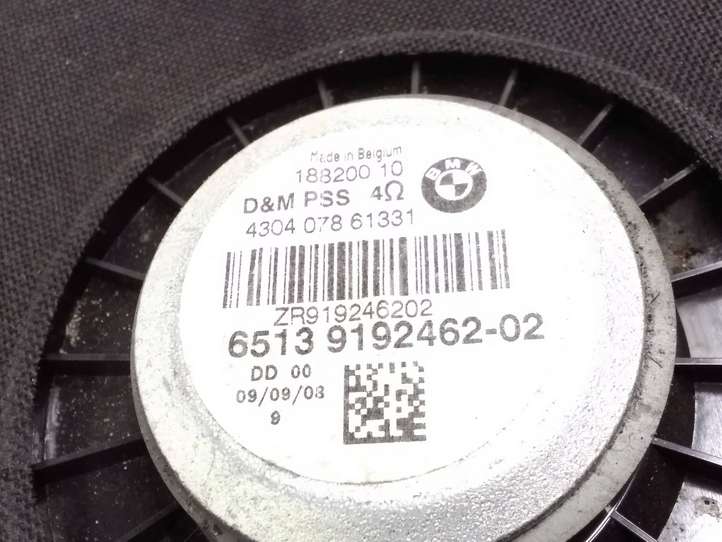 Made in Belgium
188200 10
D&M PSS 4Ω
BMW
4304 078 61331
ZR919246202
6513 9192462-02
DD 00
09/09/08
9